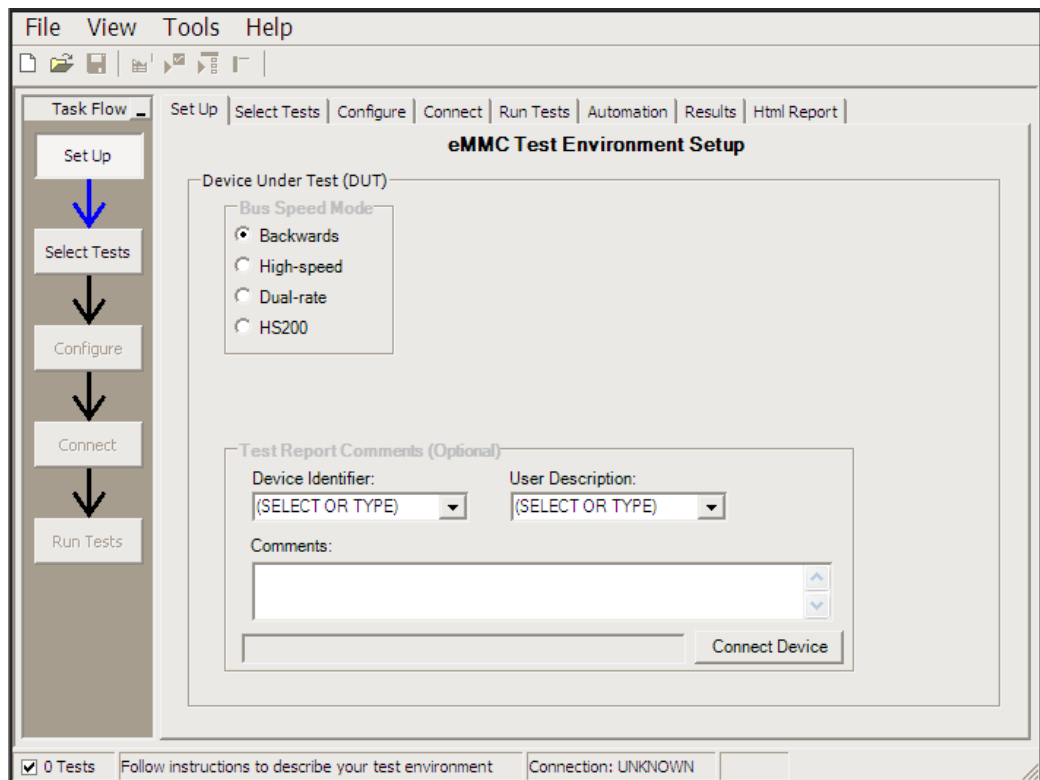 File View Tools Help
Task Flow
Set Up
Select Tests
Configure
Connect
Run Tests
Set Up Select Tests Configure Connect Run Tests Automation Results Html Report
eMMC Test Environment Setup
Device Under Test (DUT)
Bus Speed Mode
Backwards
High-speed
Dual-rate
HS200
Test Report Comments (Optional)
Device Identifier: User Description:
(SELECT OR TYPE) (SELECT OR TYPE)
Comments:
Connect Device
0 Tests Follow instructions to describe your test environment Connection: UNKNOWN